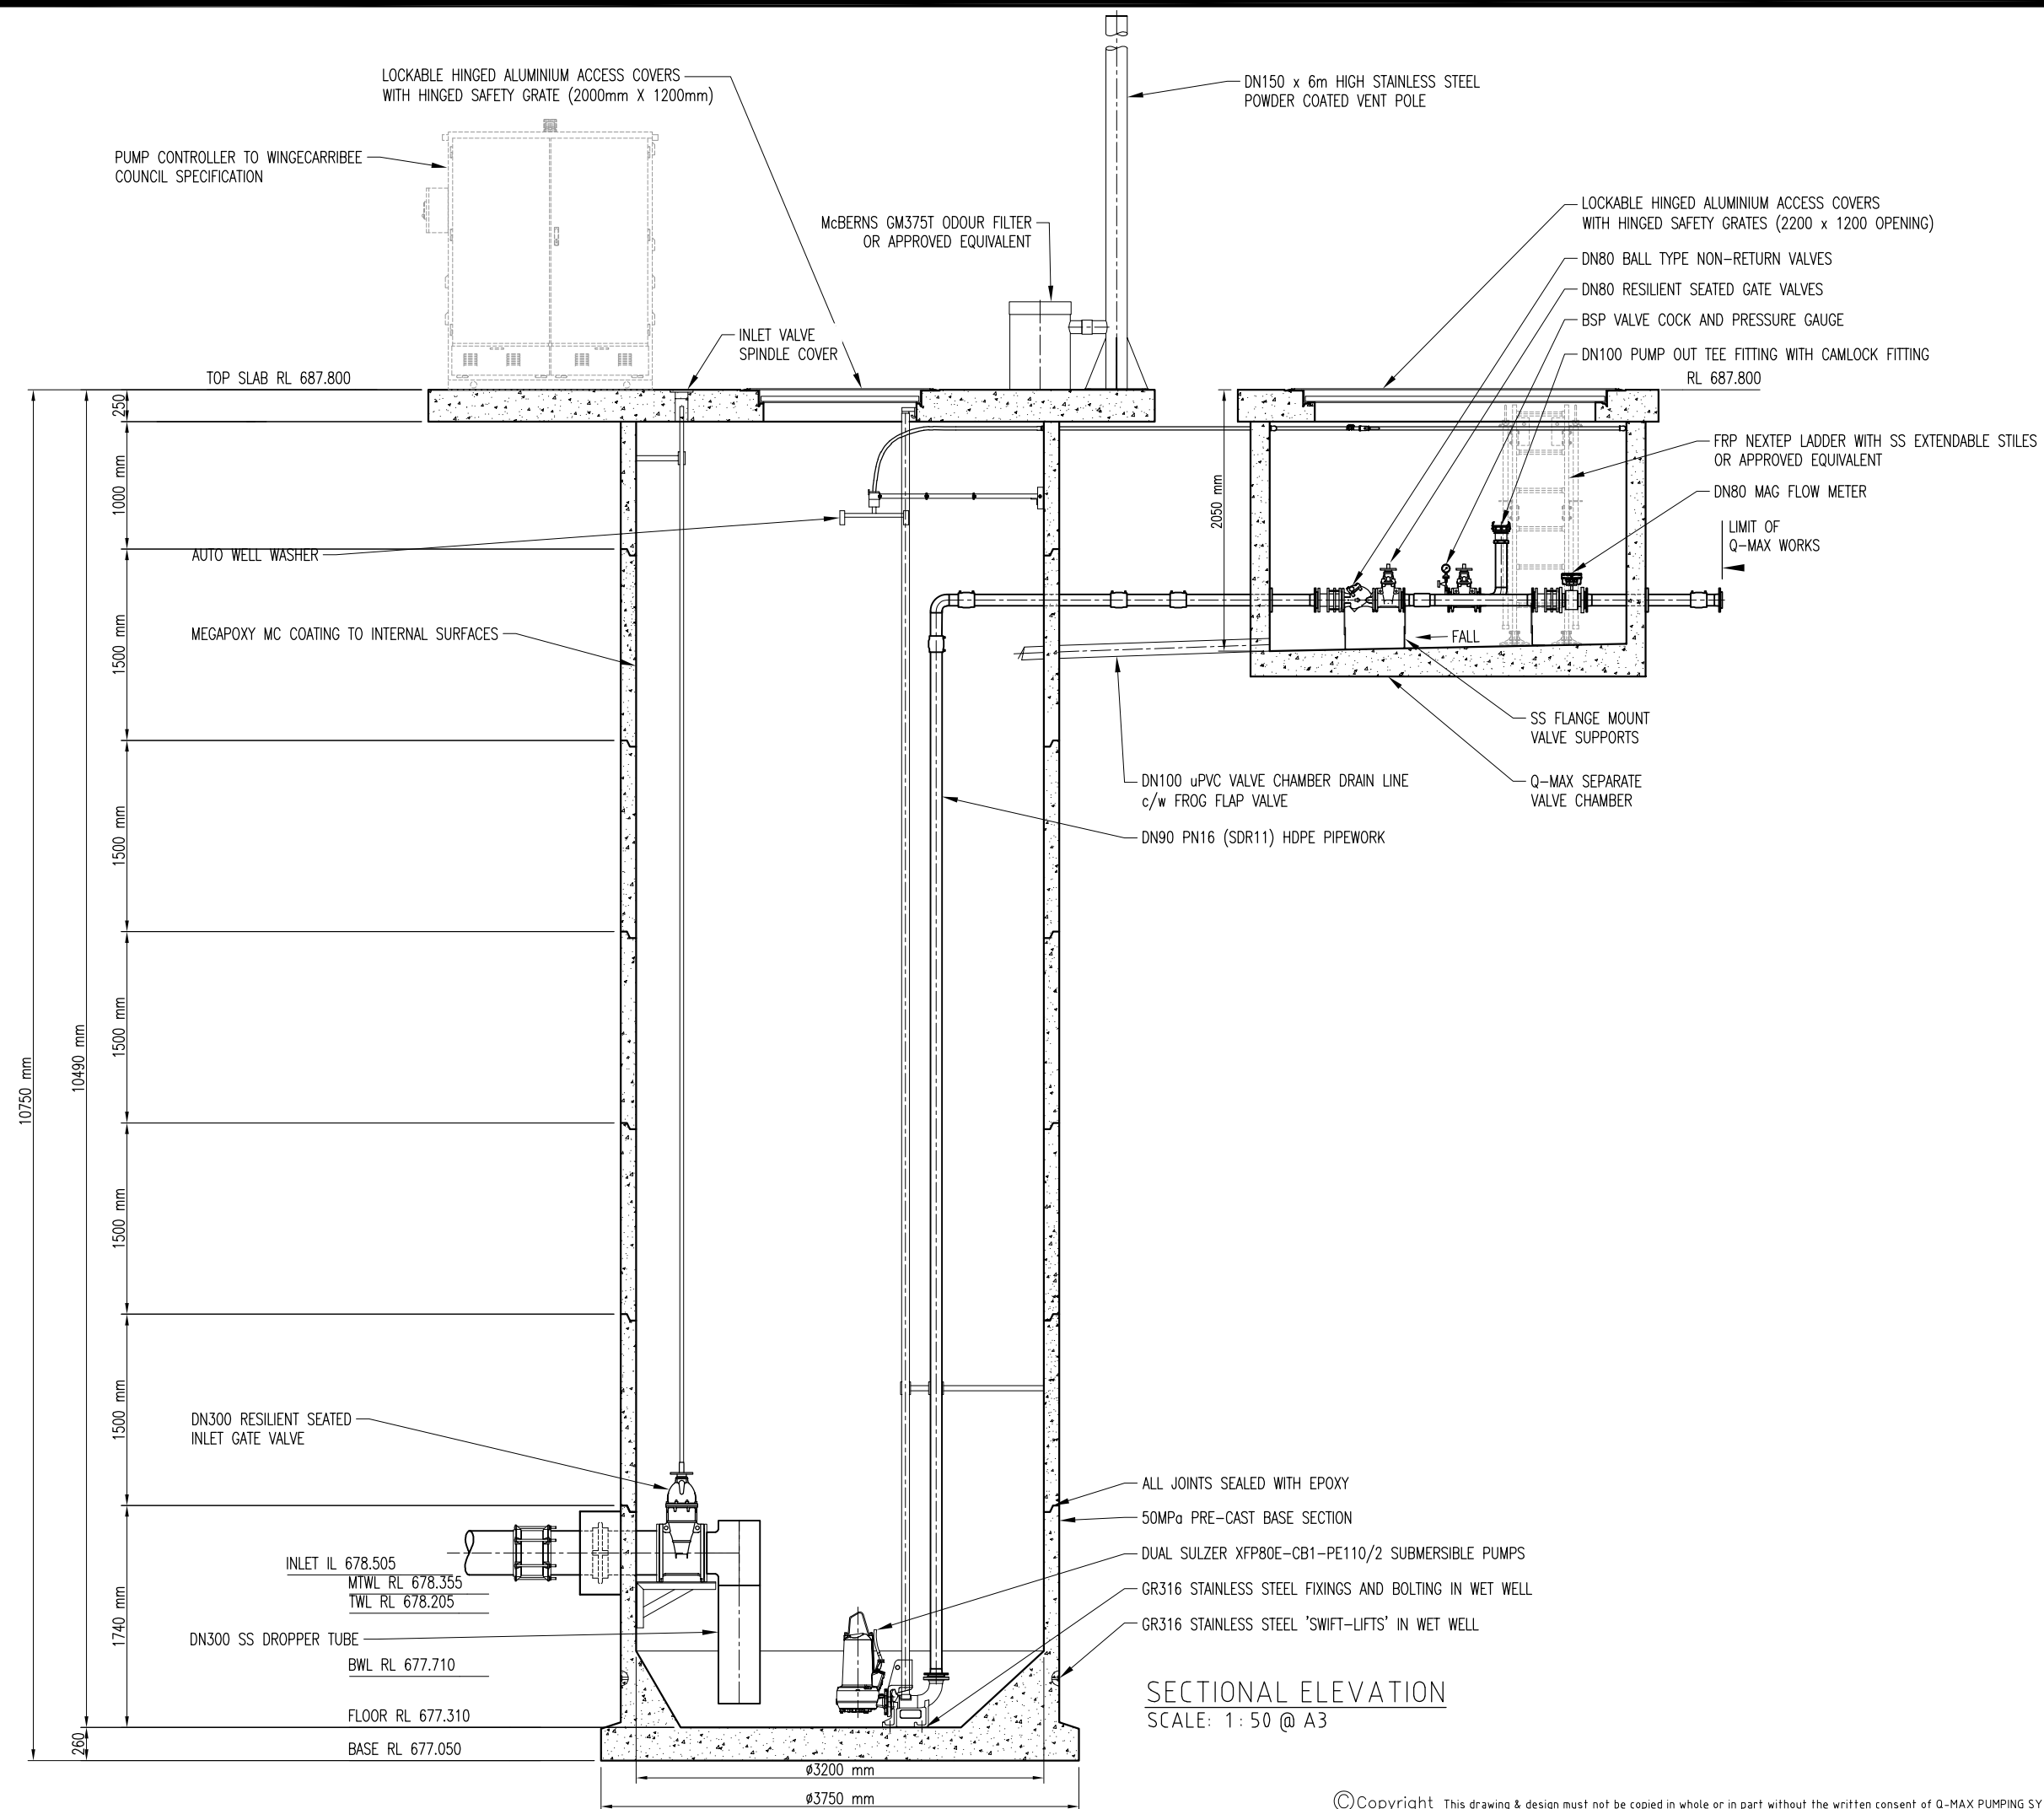 LOCKABLE HINGED ALUMINIUM ACCESS COVERS
WITH HINGED SAFETY GRATE (2000mm X 1200mm)
DN150 x 6m HIGH STAINLESS STEEL
POWDER COATED VENT POLE
PUMP CONTROLLER TO WINGECARRIBEE
COUNCIL SPECIFICATION
McBERNS GM375T ODOUR FILTER
OR APPROVED EQUIVALENT
LOCKABLE HINGED ALUMINIUM ACCESS COVERS
WITH HINGED SAFETY GRATES (2200 x 1200 OPENING)
DN80 BALL TYPE NON-RETURN VALVES
DN80 RESILIENT SEATED GATE VALVES
BSP VALVE COCK AND PRESSURE GAUGE
DN100 PUMP OUT TEE FITTING WITH CAMLOCK FITTING
RL 687.800
INLET VALVE
SPINDLE COVER
TOP SLAB RL 687.800
250
1000 mm
1500 mm
1500 mm
1500 mm
1500 mm
1500 mm
1740 mm
10490 mm
10750 mm
260
2050 mm
FRP NEXTEP LADDER WITH SS EXTENDABLE STILES
OR APPROVED EQUIVALENT
DN80 MAG FLOW METER
LIMIT OF
Q-MAX WORKS
AUTO WELL WASHER
MEGAPOXY MC COATING TO INTERNAL SURFACES
FALL
SS FLANGE MOUNT
VALVE SUPPORTS
Q-MAX SEPARATE
VALVE CHAMBER
DN100 uPVC VALVE CHAMBER DRAIN LINE
c/w FROG FLAP VALVE
DN90 PN16 (SDR11) HDPE PIPEWORK
DN300 RESILIENT SEATED
INLET GATE VALVE
ALL JOINTS SEALED WITH EPOXY
50MPa PRE-CAST BASE SECTION
DUAL SULZER XFP80E-CB1-PE110/2 SUBMERSIBLE PUMPS
GR316 STAINLESS STEEL FIXINGS AND BOLTING IN WET WELL
GR316 STAINLESS STEEL 'SWIFT-LIFTS' IN WET WELL
INLET IL 678.505
MTWL RL 678.355
TWL RL 678.205
DN300 SS DROPPER TUBE
BWL RL 677.710
FLOOR RL 677.310
BASE RL 677.050
SECTIONAL ELEVATION
SCALE: 1:50 @ A3
ø3200 mm
ø3750 mm
©Copyright This drawing & design must not be copied in whole or in part without the written consent of Q-MAX PUMPING SY